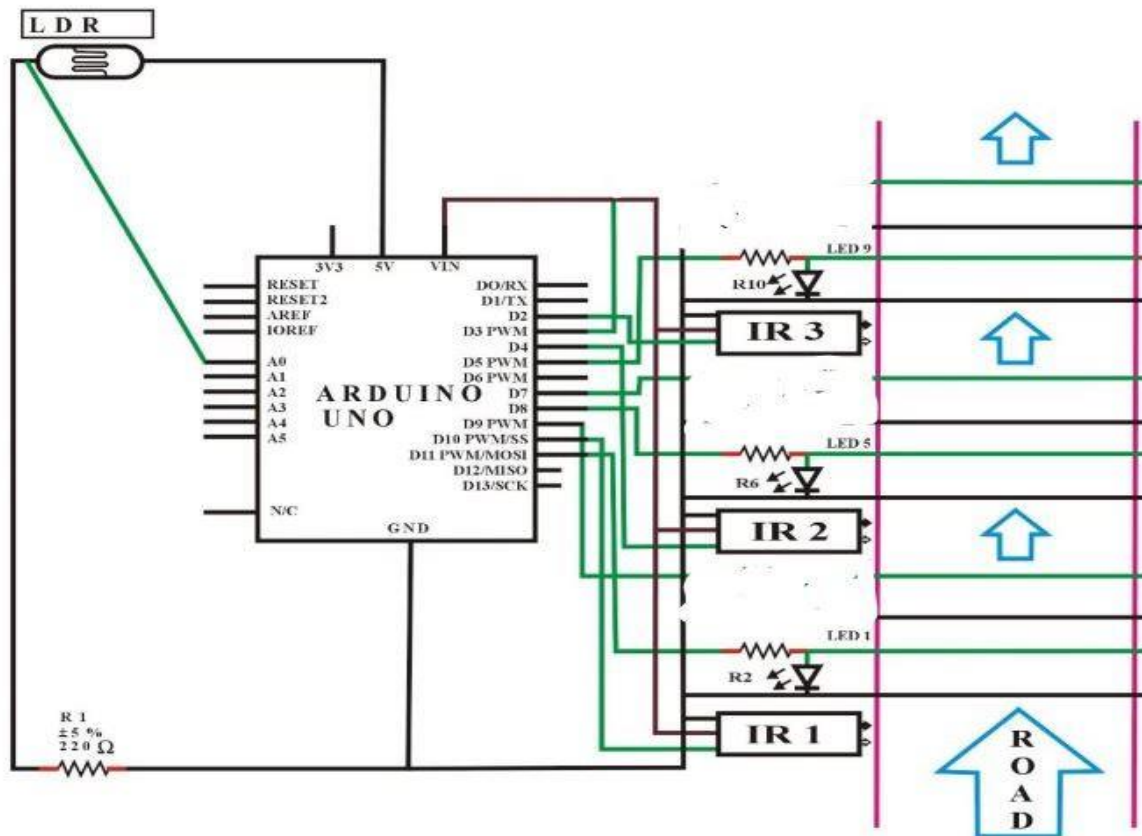 LDR
3V3 5V VIN
RESET
RESET2
AREF
IOREF
A0
A1
A2
A3
A4
A5
N/C
ARDUINO
UNO
GND
DO/RX
D1/TX
D2
D3 PWM
D4
D5 PWM
D6 PWM
D7
D8
D9 PWM
D10 PWM/SS
D11 PWM/MOSI
D12/MISO
D13/SCK
LED 9
R10
IR 3
LED 5
R6
IR 2
LED 1
R2
IR 1
R 1
±5 %
220 Ω
ROAD